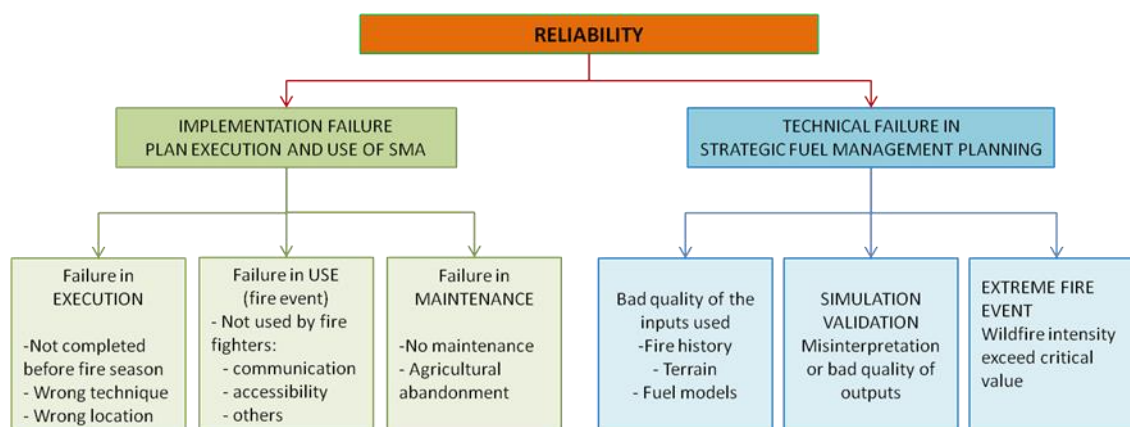 RELIABILITY
IMPLEMENTATION FAILURE
PLAN EXECUTION AND USE OF SMA
TECHNICAL FAILURE IN
STRATEGIC FUEL MANAGEMENT PLANNING
Failure in
EXECUTION
-Not completed
before fire season
- Wrong technique
- Wrong location
Failure in USE
(fire event)
- Not used by fire
fighters:
- communication
- accessibility
- others
Failure in
MAINTENANCE
-No maintenance
- Agricultural
abandonment
Bad quality of the
inputs used
-Fire history
- Terrain
- Fuel models
SIMULATION
VALIDATION
Misinterpretation
or bad quality of
outputs
EXTREME FIRE
EVENT
Wildfire intensity
exceed critical
value